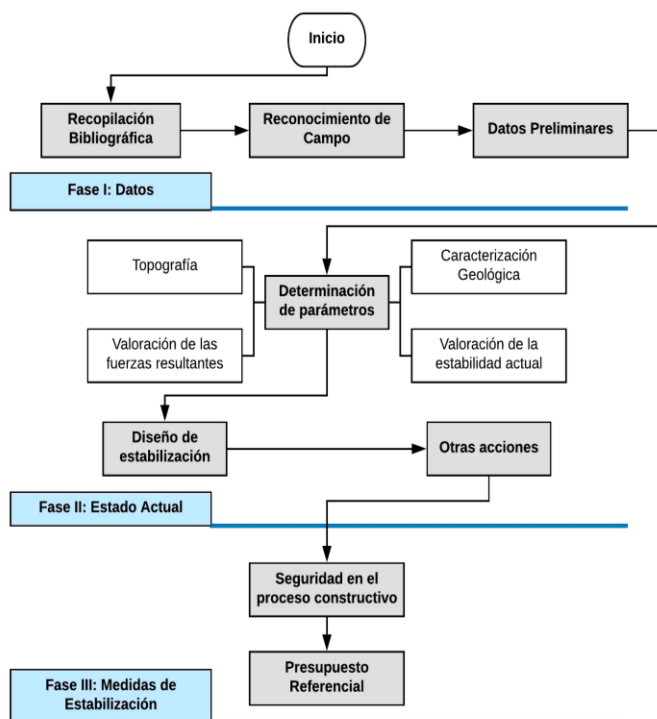 Inicio
Recopilación
Bibliográfica
Reconocimiento de
Campo
Datos Preliminares
Fase I: Datos
Topografía
Caracterización
Geológica
Determinación
de parámetros
Valoración de las
fuerzas resultantes
Valoración de la
estabilidad actual
Diseño de
estabilización
Otras acciones
Fase II: Estado Actual
Seguridad en el
proceso constructivo
Presupuesto
Referencial
Fase III: Medidas de
Estabilización